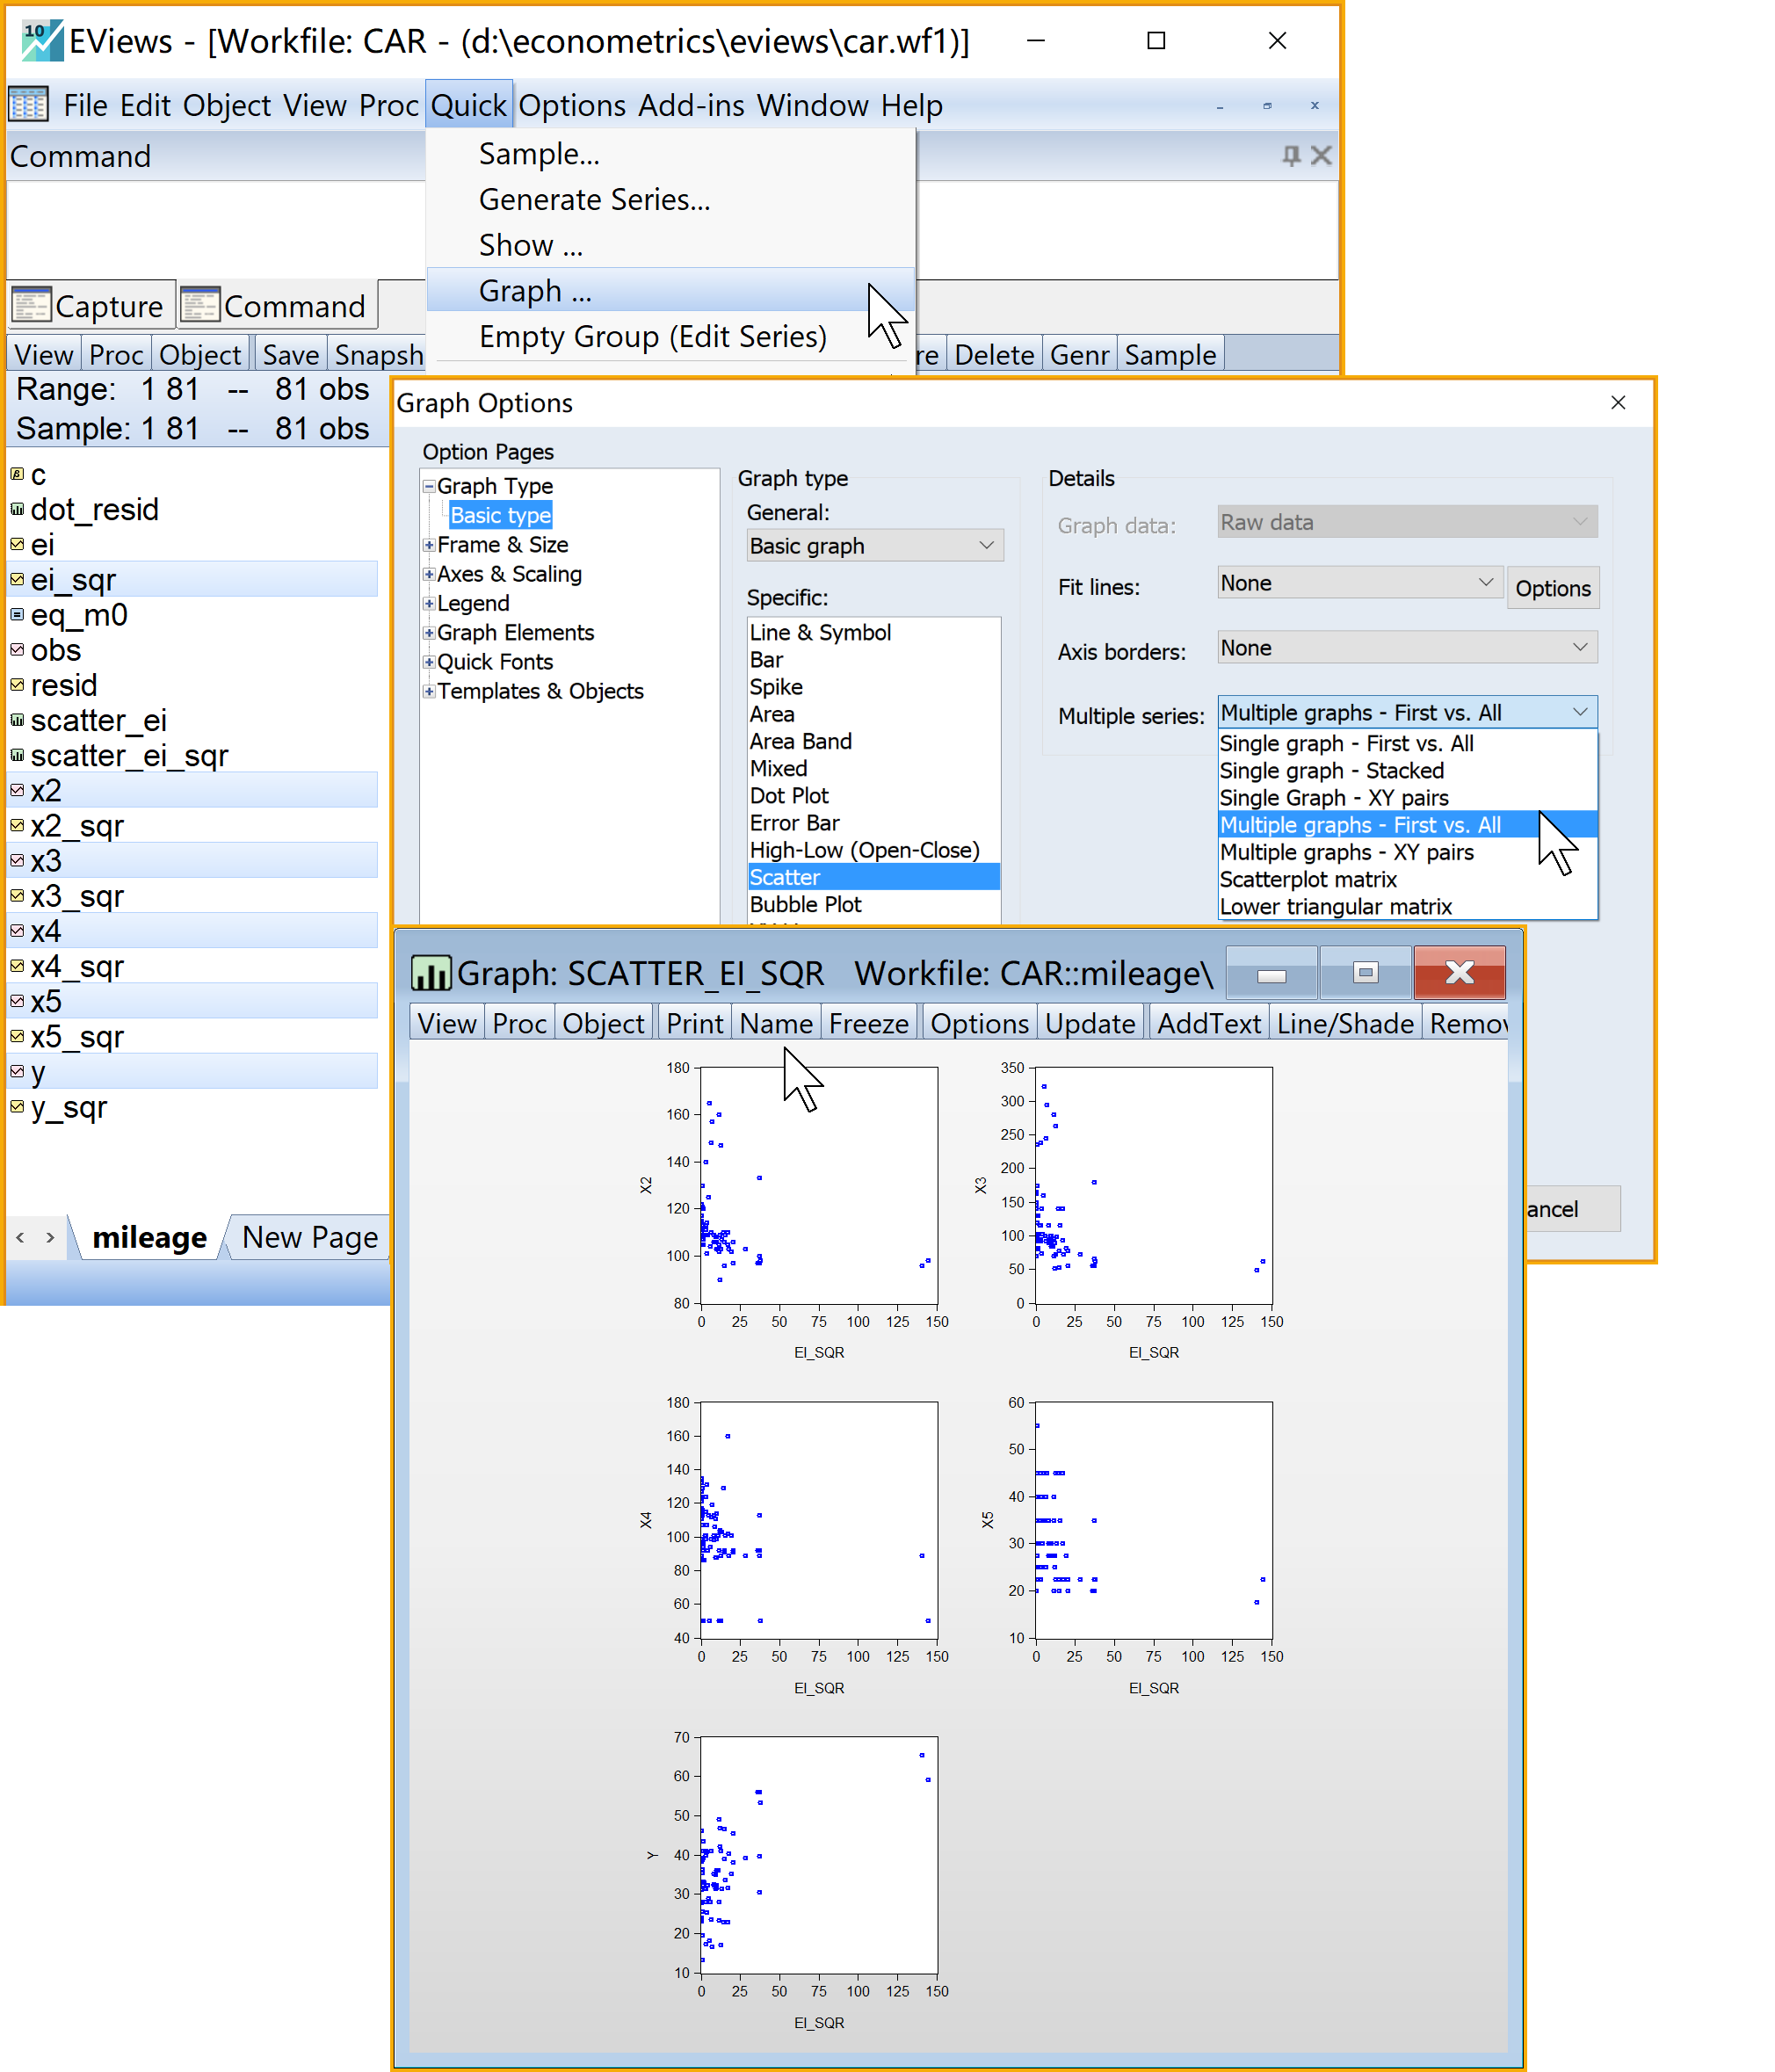 10 EViews - [Workfile: CAR - (d:\econometrics\eviews\car.wf1)]
File Edit Object View Proc Quick Options Add-ins Window Help
Command
Sample...
Generate Series...
Show ...
Graph ...
Empty Group (Edit Series)
Capture Command
View Proc Object Save Snapsh re Delete Genr Sample
Range: 1 81 -- 81 obs
Sample: 1 81 -- 81 obs
c
dot_resid
ei
ei_sqr
eq_m0
obs
resid
scatter_ei
scatter_ei_sqr
x2
x2_sqr
x3
x3_sqr
x4
x4_sqr
x5
x5_sqr
y
y_sqr
mileage New Page
Graph Options
Option Pages
Graph Type
Basic type
Frame & Size
Axes & Scaling
Legend
Graph Elements
Quick Fonts
Templates & Objects
Graph type
General:
Basic graph
Specific:
Line & Symbol
Bar
Spike
Area
Area Band
Mixed
Dot Plot
Error Bar
High-Low (Open-Close)
Scatter
Bubble Plot
Details
Graph data: Raw data
Fit lines: None Options
Axis borders: None
Multiple series: Multiple graphs - First vs. All
Single graph - First vs. All
Single graph - Stacked
Single Graph - XY pairs
Multiple graphs - First vs. All
Multiple graphs - XY pairs
Scatterplot matrix
Lower triangular matrix
ancel
Graph: SCATTER_EI_SQR Workfile: CAR::mileage\
View Proc Object Print Name Freeze Options Update AddText Line/Shade Remov
180
160
140
120
100
80
X2
0 25 50 75 100 125 150
EI_SQR
350
300
250
200
150
100
50
0
X3
0 25 50 75 100 125 150
EI_SQR
180
160
140
120
100
80
60
40
X4
0 25 50 75 100 125 150
EI_SQR
60
50
40
30
20
10
X5
0 25 50 75 100 125 150
EI_SQR
70
60
50
40
30
20
10
Y
0 25 50 75 100 125 150
EI_SQR